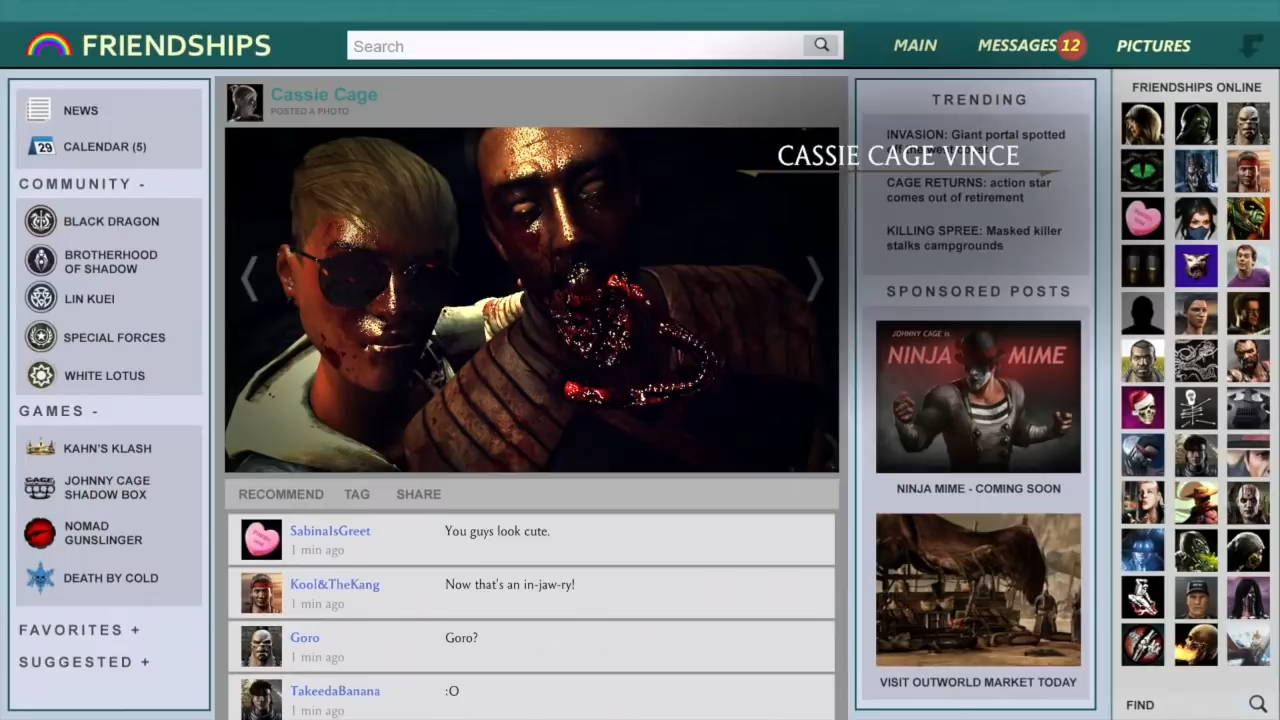 FRIENDSHIPS
Search
MAIN
MESSAGES 12
PICTURES
NEWS
29
CALENDAR (5)
COMMUNITY -
BLACK DRAGON
BROTHERHOOD
OF SHADOW
LIN KUEI
SPECIAL FORCES
WHITE LOTUS
GAMES -
KAHN'S KLASH
CAGE
JOHNNY CAGE
SHADOW BOX
NOMAD
GUNSLINGER
DEATH BY COLD
FAVORITES +
SUGGESTED +
Cassie Cage
POSTED A PHOTO
RECOMMEND
TAG
SHARE
SabinaIsGreet
You guys look cute.
1 min ago
Kool&TheKang
Now that's an in-jaw-ry!
1 min ago
Goro
Goro?
1 min ago
TakeedaBanana
:O
1 min ago
TRENDING
INVASION: Giant portal spotted
off the west
CASSIE CAGE VINCE
CAGE RETURNS: action star
comes out of retirement
KILLING SPREE: Masked killer
stalks campgrounds
SPONSORED POSTS
JOHNNY CAGE is
NINJA MIME
NINJA MIME - COMING SOON
VISIT OUTWORLD MARKET TODAY
FRIENDSHIPS ONLINE
FIND